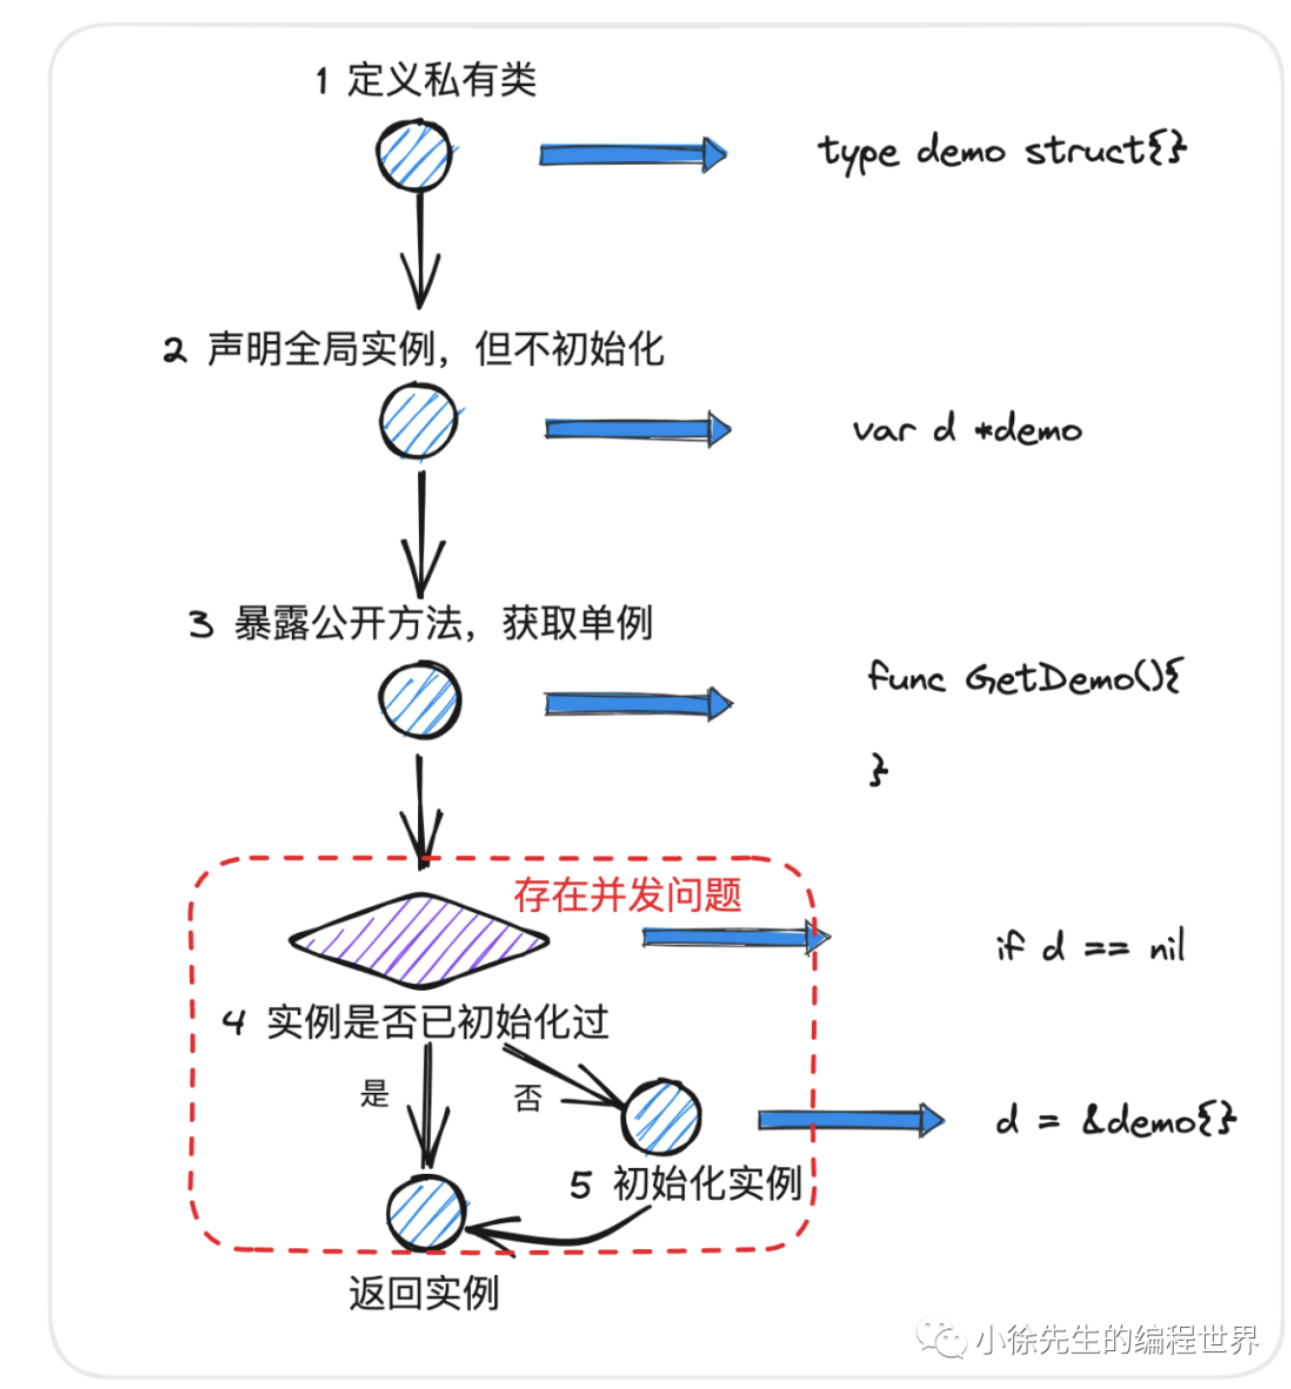 1 定义私有类
type demo struct{}
2 声明全局实例，但不初始化
var d *demo
3 暴露公开方法，获取单例
func GetDemo(){
}
存在并发问题
if d == nil
4 实例是否已初始化过
是
否
d = &demo{}
5 初始化实例
返回实例
小徐先生的编程世界